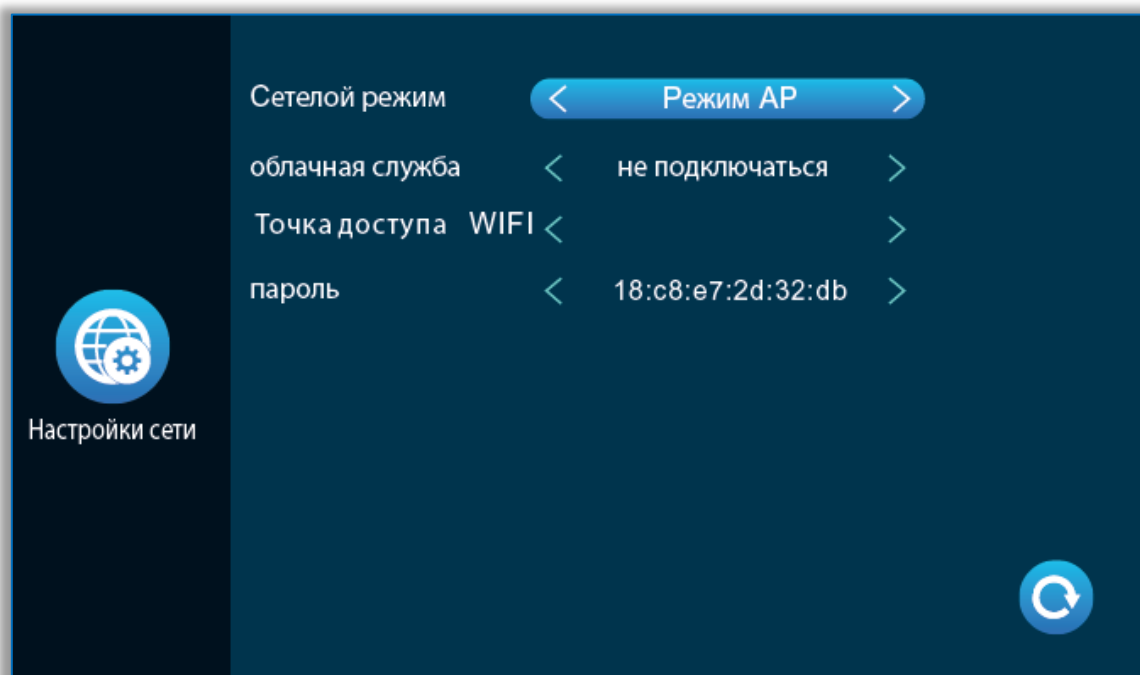 Сетелой режим < Режим AP >
облачная служба < не подключаться >
Точка доступа WIFI < >
пароль < 18:c8:e7:2d:32:db >
Настройки сети